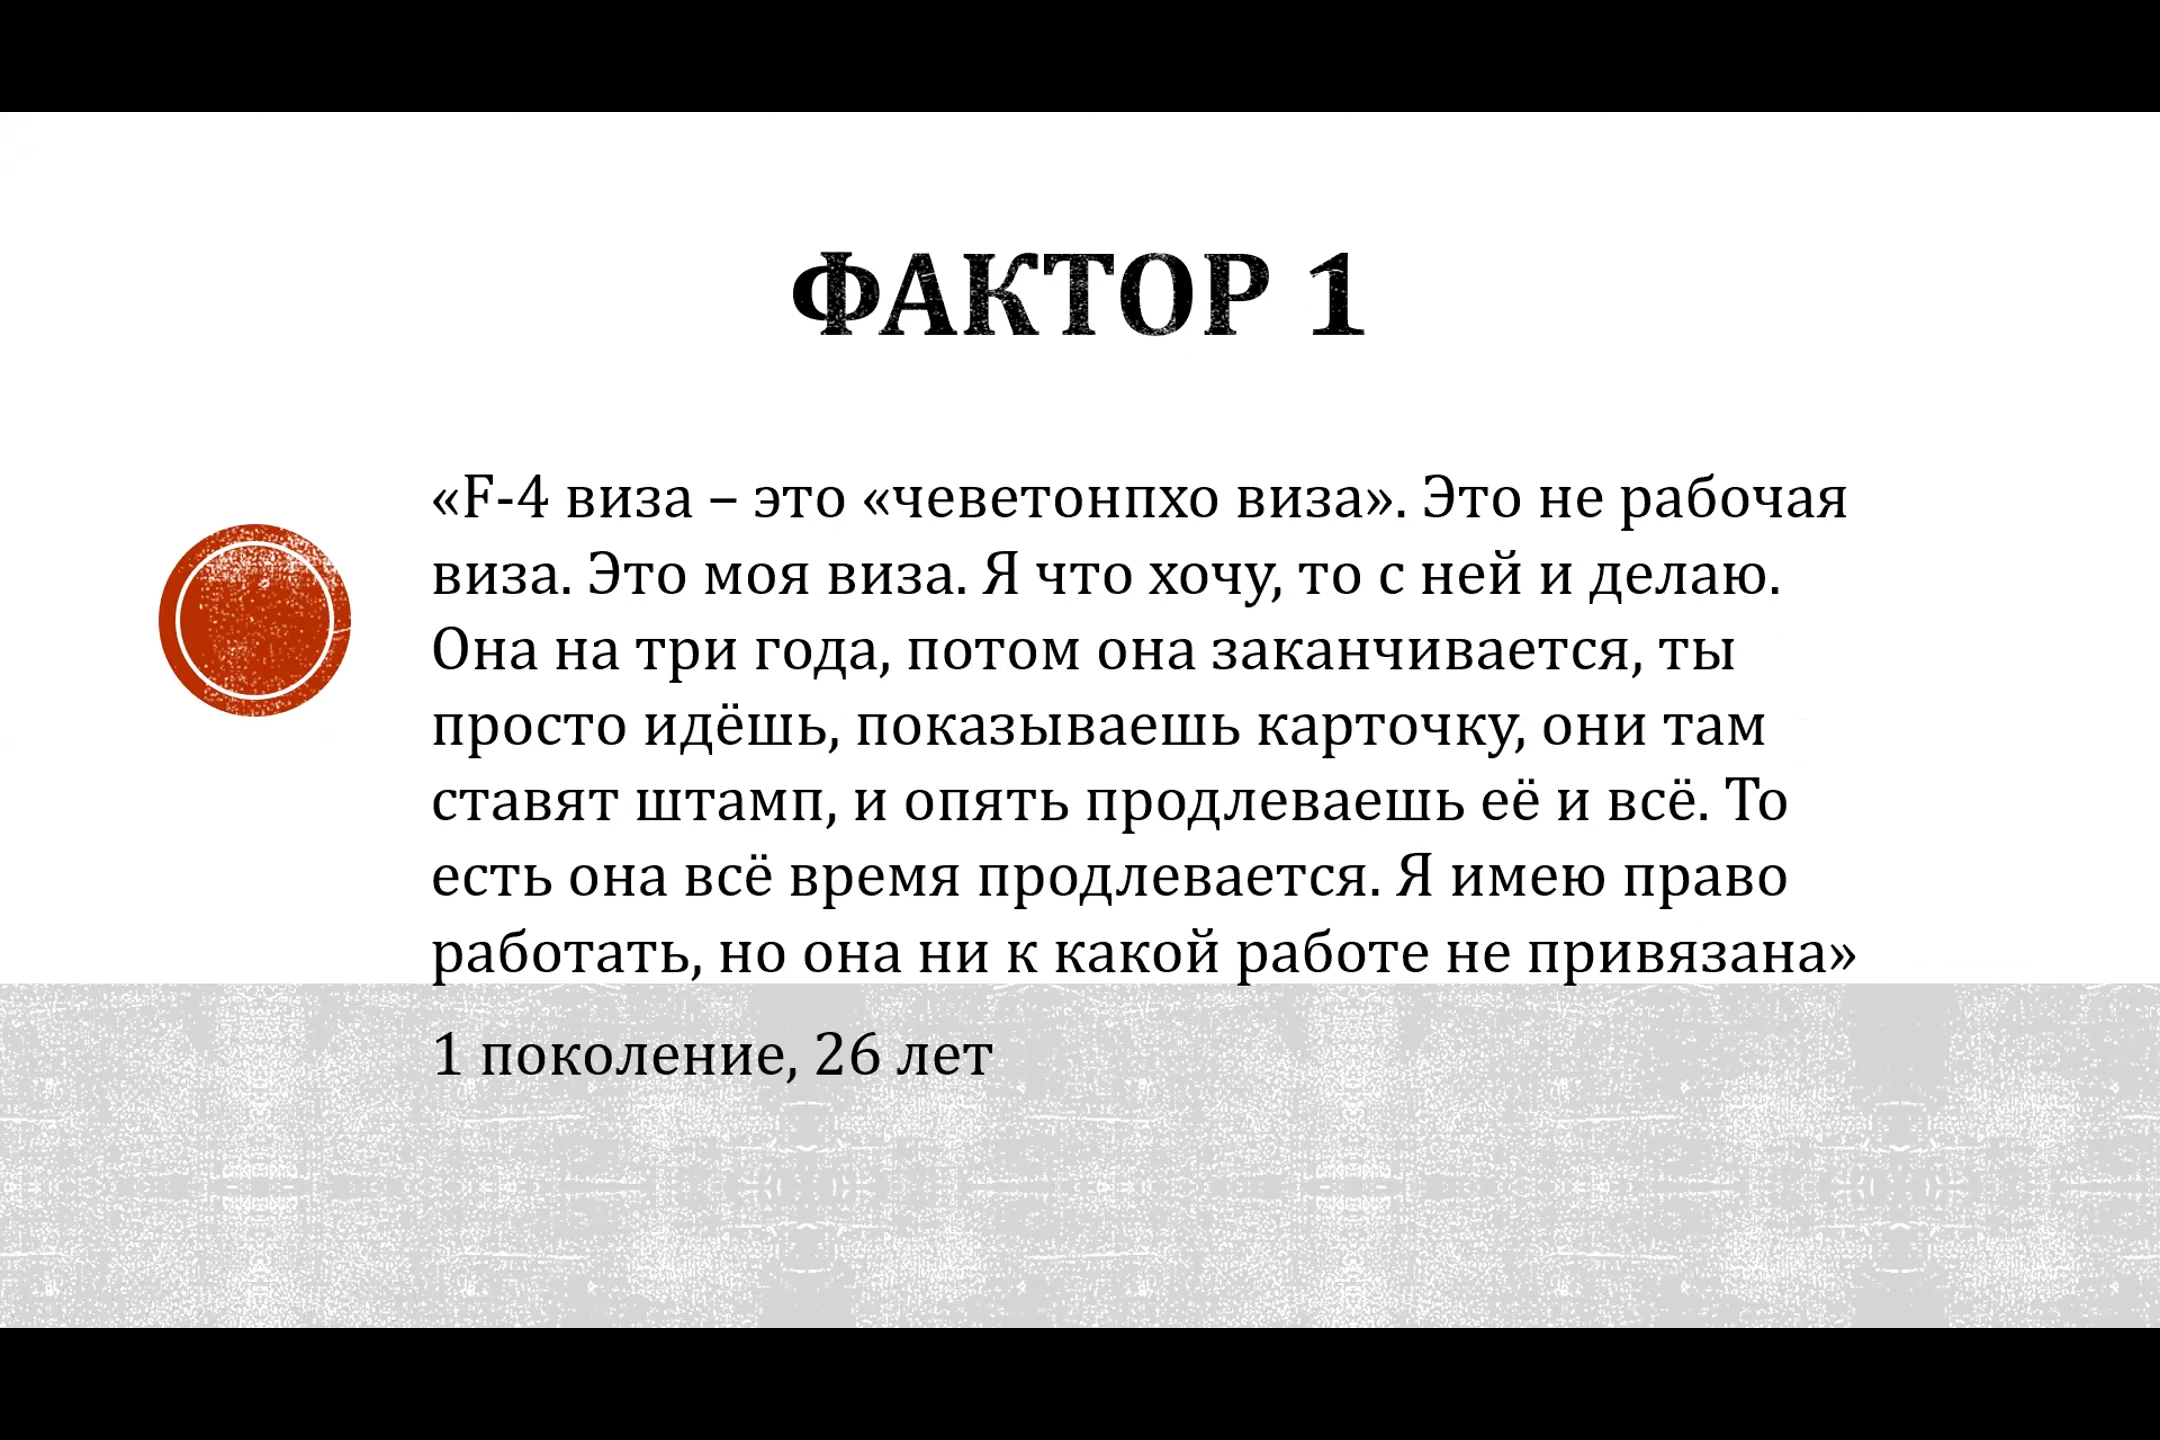 ФАКТОР 1
«F-4 виза – это «чеветонпхо виза». Это не рабочая
виза. Это моя виза. Я что хочу, то с ней и делаю.
Она на три года, потом она заканчивается, ты
просто идёшь, показываешь карточку, они там
ставят штамп, и опять продлеваешь её и всё. То
есть она всё время продлевается. Я имею право
работать, но она ни к какой работе не привязана»
1 поколение, 26 лет